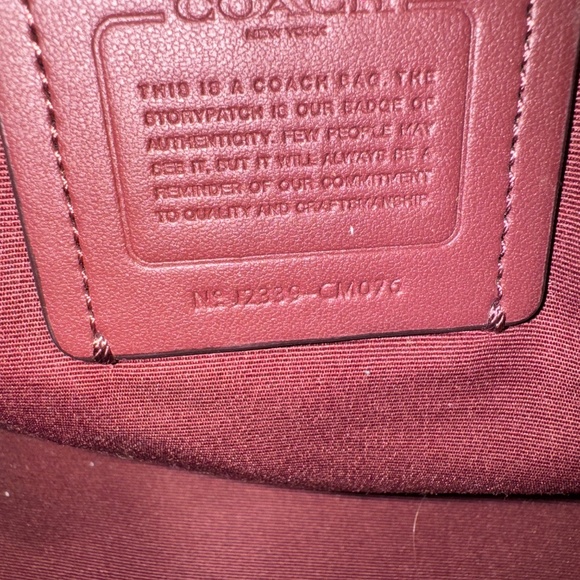 COACH
NEW YORK
THIS IS A COACH BAG. THE
STORYPATCH IS OUR BADGE OF
AUTHENTICITY. FEW PEOPLE MAY
SEE IT, BUT IT WILL ALWAYS BE A
REMINDER OF OUR COMMITMENT
TO QUALITY AND CRAFTSMANSHIP.
CM096